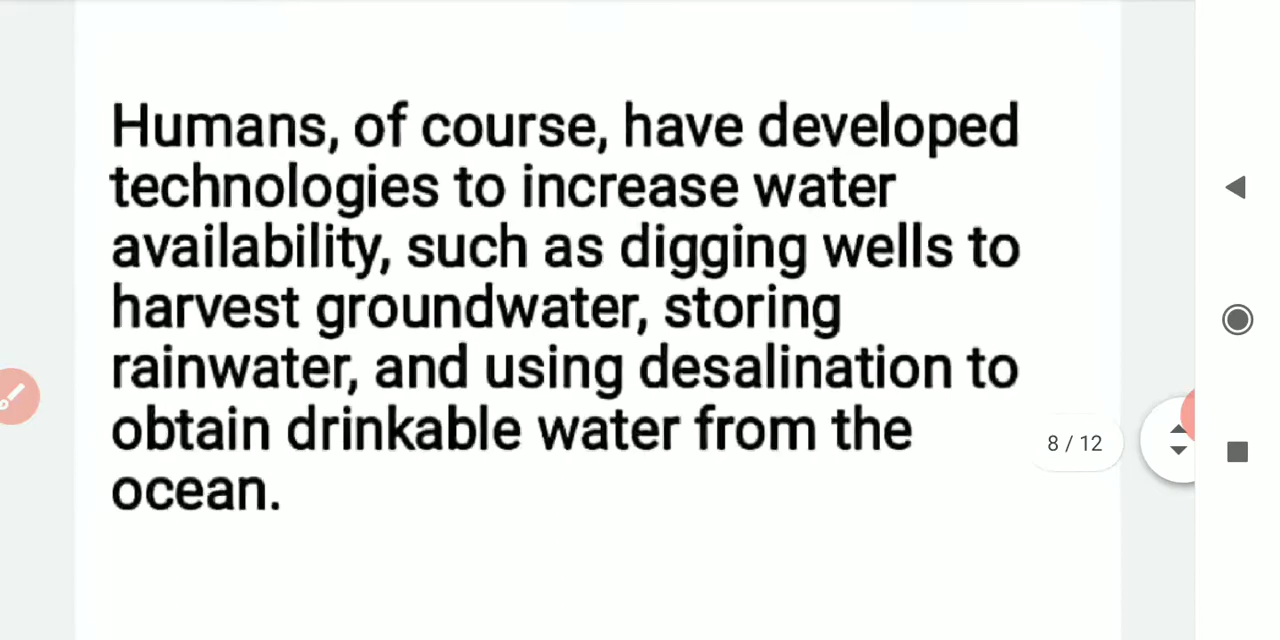 Humans, of course, have developed
technologies to increase water
availability, such as digging wells to
harvest groundwater, storing
rainwater, and using desalination to
obtain drinkable water from the
ocean.
8 / 12